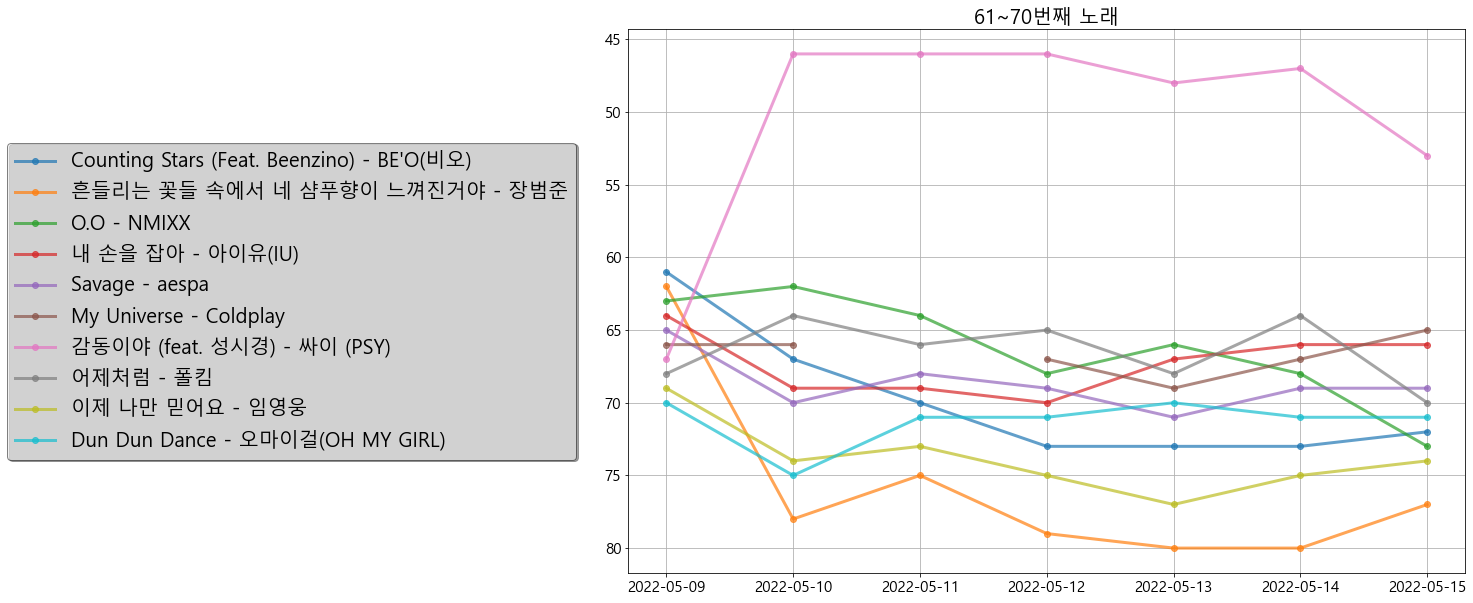 61~70번째 노래
Counting Stars (Feat. Beenzino) - BE'O(비오)
흔들리는 꽃들 속에서 네 샴푸향이 느껴진거야 - 장범준
O.O - NMIXX
내 손을 잡아 - 아이유(IU)
Savage - aespa
My Universe - Coldplay
감동이야 (feat. 성시경) - 싸이 (PSY)
어제처럼 - 폴킴
이제 나만 믿어요 - 임영웅
Dun Dun Dance - 오마이걸(OH MY GIRL)
45
50
55
60
65
70
75
80
2022-05-09 2022-05-10 2022-05-11 2022-05-12 2022-05-13 2022-05-14 2022-05-15